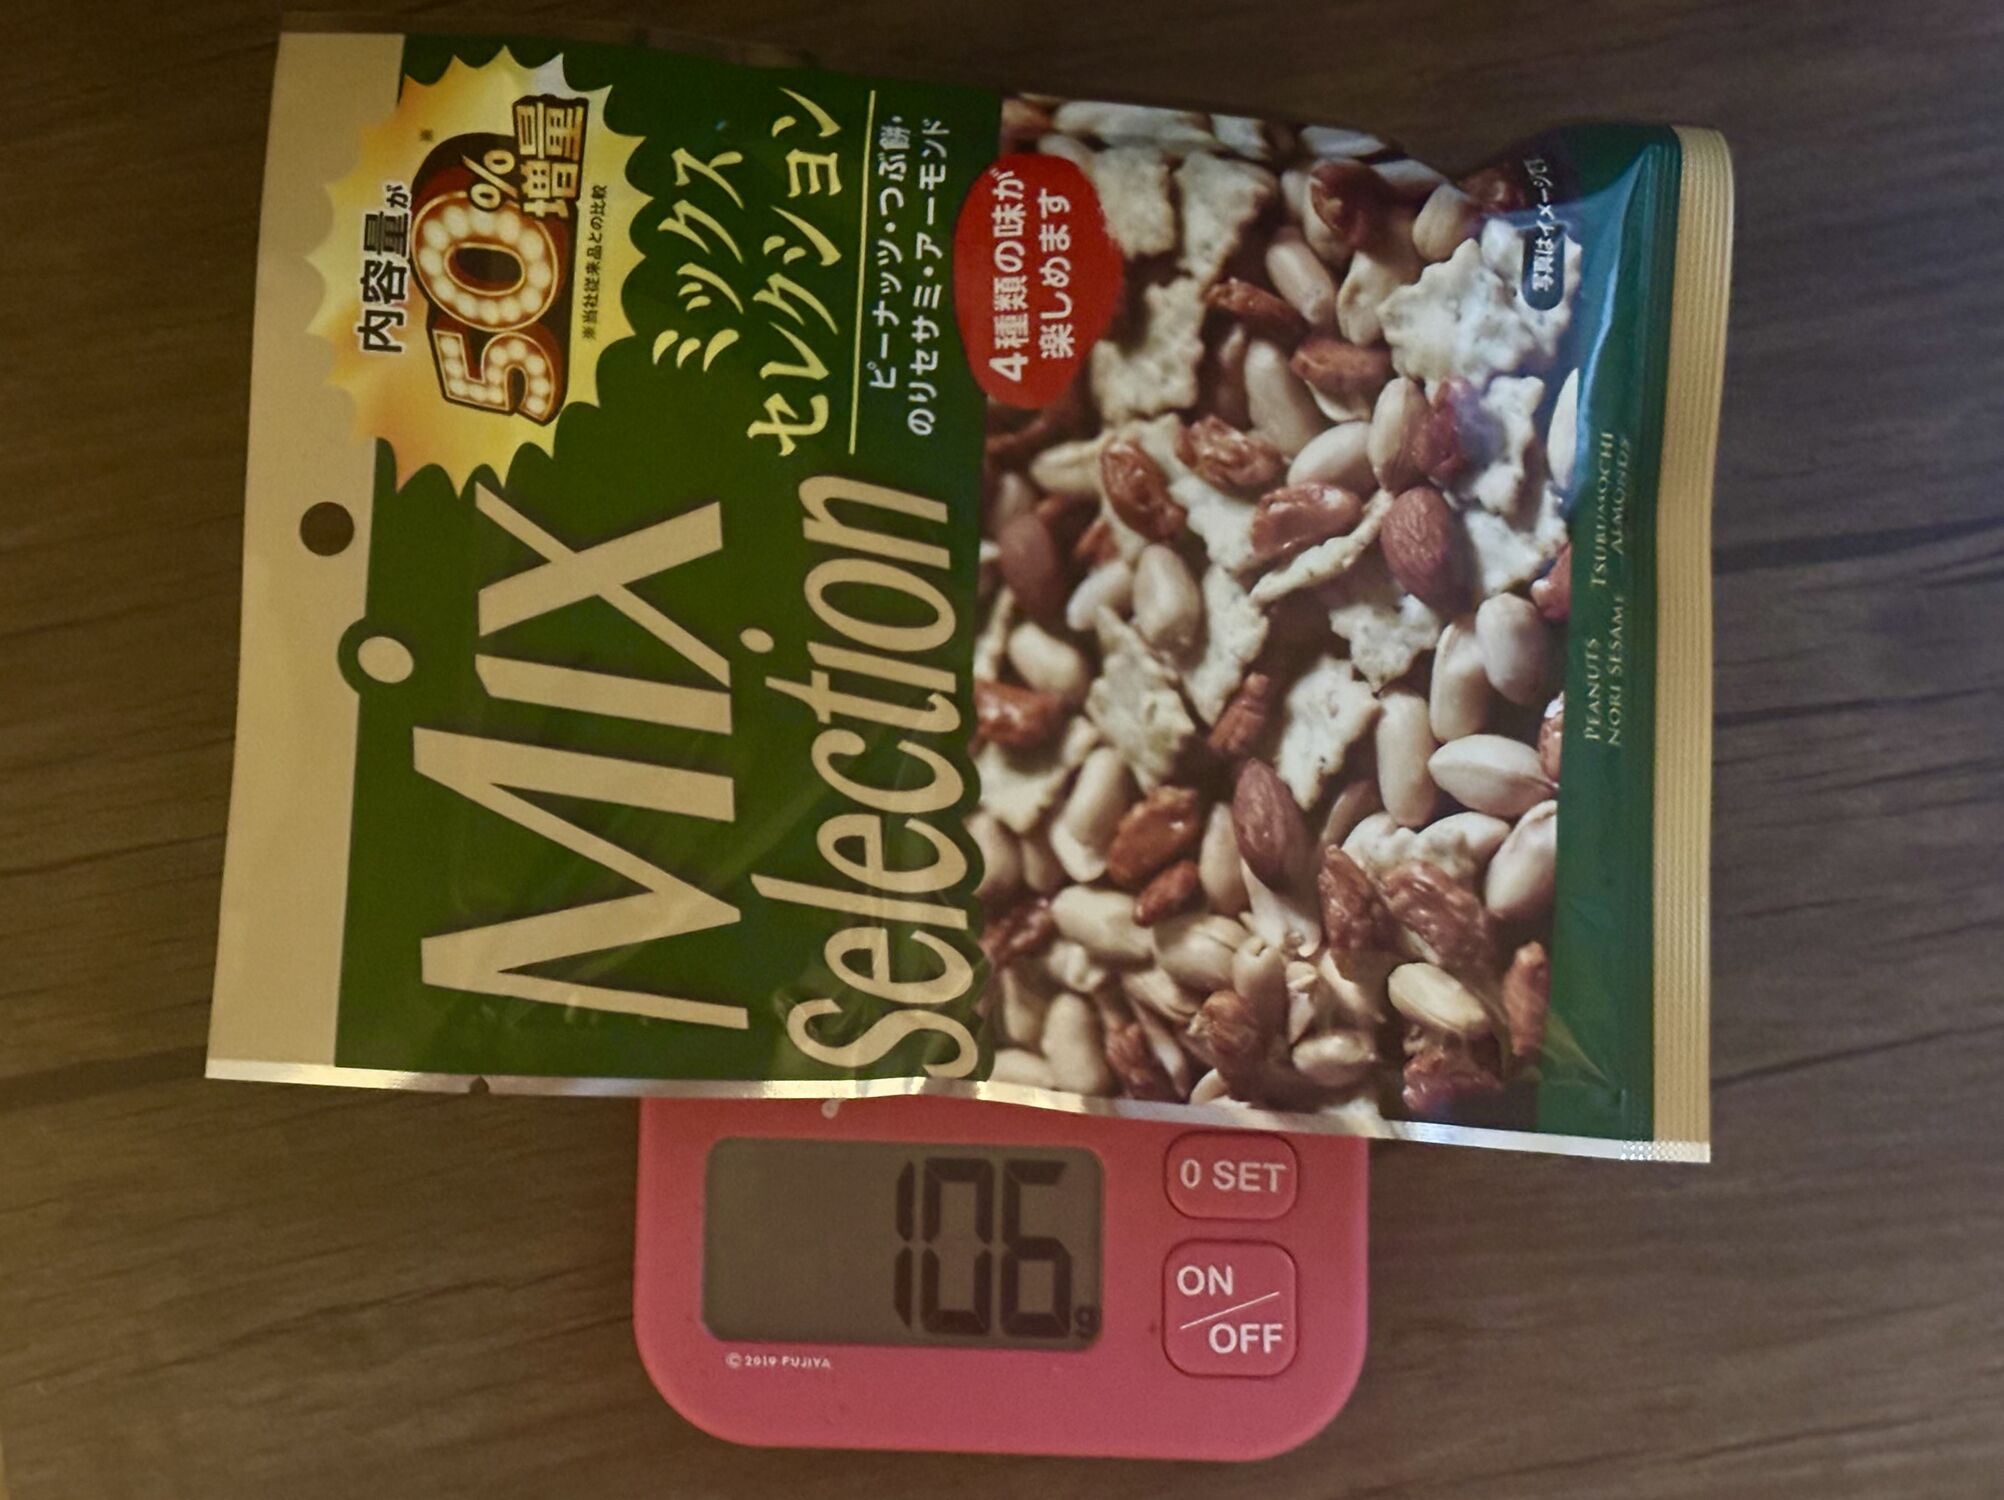 内容量が
50%増量
※
※当社従来品との比較
MIX
Selection
ミックス
セレクション
ピーナッツ・つぶ餅・
のりセサミ・アーモンド
4種類の味が
楽しめます
写真はイメージです
PEANUTS TSUBUMOCHI
NORI SESAME ALMONDS
106g
0 SET
ON
OFF
©2019 FUJIYA